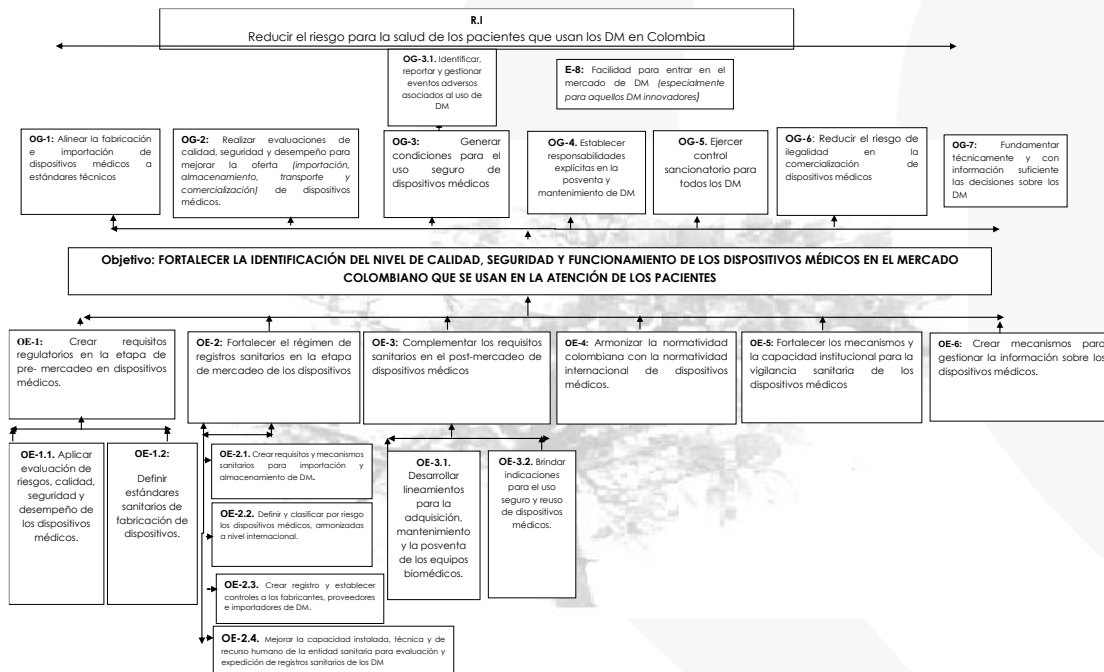 R.I
Reducir el riesgo para la salud de los pacientes que usan los DM en Colombia
OG-3.1. Identificar,
reportar y gestionar
eventos adversos
asociados al uso de
DM
E-8: Facilidad para entrar en el
mercado de DM (especialmente
para aquellos DM innovadores)
OG-1: Alinear la fabricación
e importación de
dispositivos médicos a
estándares técnicos
OG-2: Realizar evaluaciones de
calidad, seguridad y desempeño para
mejorar la oferta (importación,
almacenamiento, transporte y
comercialización) de dispositivos
médicos.
OG-3: Generar
condiciones para el
uso seguro de
dispositivos médicos
OG-4. Establecer
responsabilidades
explícitas en la
posventa y
mantenimiento de DM
OG-5. Ejercer
control
sancionatorio para
todos los DM
OG-6: Reducir el riesgo de
ilegalidad en la
comercialización de
dispositivos médicos
OG-7: Fundamentar
técnicamente y con
información suficiente
las decisiones sobre los
DM
Objetivo: FORTALECER LA IDENTIFICACIÓN DEL NIVEL DE CALIDAD, SEGURIDAD Y FUNCIONAMIENTO DE LOS DISPOSITIVOS MÉDICOS EN EL MERCADO
COLOMBIANO QUE SE USAN EN LA ATENCIÓN DE LOS PACIENTES
OE-1: Crear requisitos
regulatorios en la etapa de
pre- mercadeo en dispositivos
médicos.
OE-2: Fortalecer el régimen de
registros sanitarios en la etapa
de mercadeo de los dispositivos
OE-3: Complementar los requisitos
sanitarios en el post-mercadeo de
dispositivos médicos
OE-4: Armonizar la normatividad
colombiana con la normatividad
internacional de dispositivos
médicos.
OE-5: Fortalecer los mecanismos y
la capacidad institucional para la
vigilancia sanitaria de los
dispositivos médicos
OE-6: Crear mecanismos para
gestionar la información sobre los
dispositivos médicos.
OE-1.1. Aplicar
evaluación de
riesgos, calidad,
seguridad y
desempeño de
los dispositivos
médicos.
OE-1.2:
Definir
estándares
sanitarios de
fabricación de
dispositivos.
OE-2.1. Crear requisitos y mecanismos
sanitarios para importación y
almacenamiento de DM.
OE-2.2. Definir y clasificar por riesgo
los dispositivos médicos, armonizadas
a nivel internacional.
OE-2.3. Crear registro y establecer
controles a los fabricantes, proveedores
e importadores de DM.
OE-2.4. Mejorar la capacidad instalada, técnica y de
recurso humano de la entidad sanitaria para evaluación y
expedición de registros sanitarios de los DM
OE-3.1.
Desarrollar
lineamientos
para la
adquisición,
mantenimiento
y la posventa
de los equipos
biomédicos.
OE-3.2. Brindar
indicaciones
para el uso
seguro y reuso
de dispositivos
médicos.